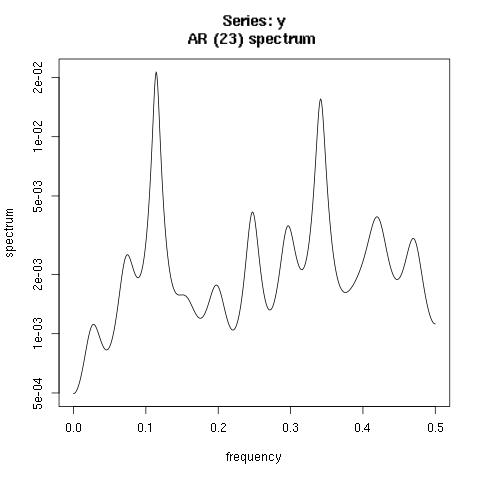 Series: y
AR (23) spectrum
spectrum
2e-02
1e-02
5e-03
2e-03
1e-03
5e-04
0.0 0.1 0.2 0.3 0.4 0.5
frequency